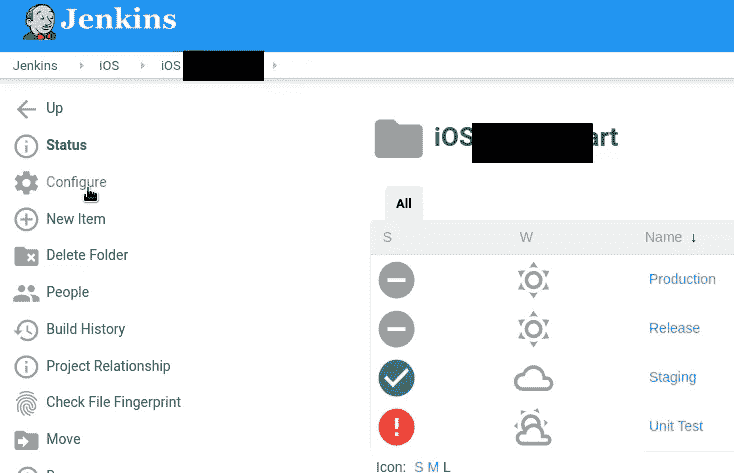 Jenkins
Jenkins iOS iOS
Up
Status
Configure
New Item
Delete Folder
People
Build History
Project Relationship
Check File Fingerprint
Move
iOS art
All
S W Name ↓
Production
Release
Staging
Unit Test
Icon: S M L